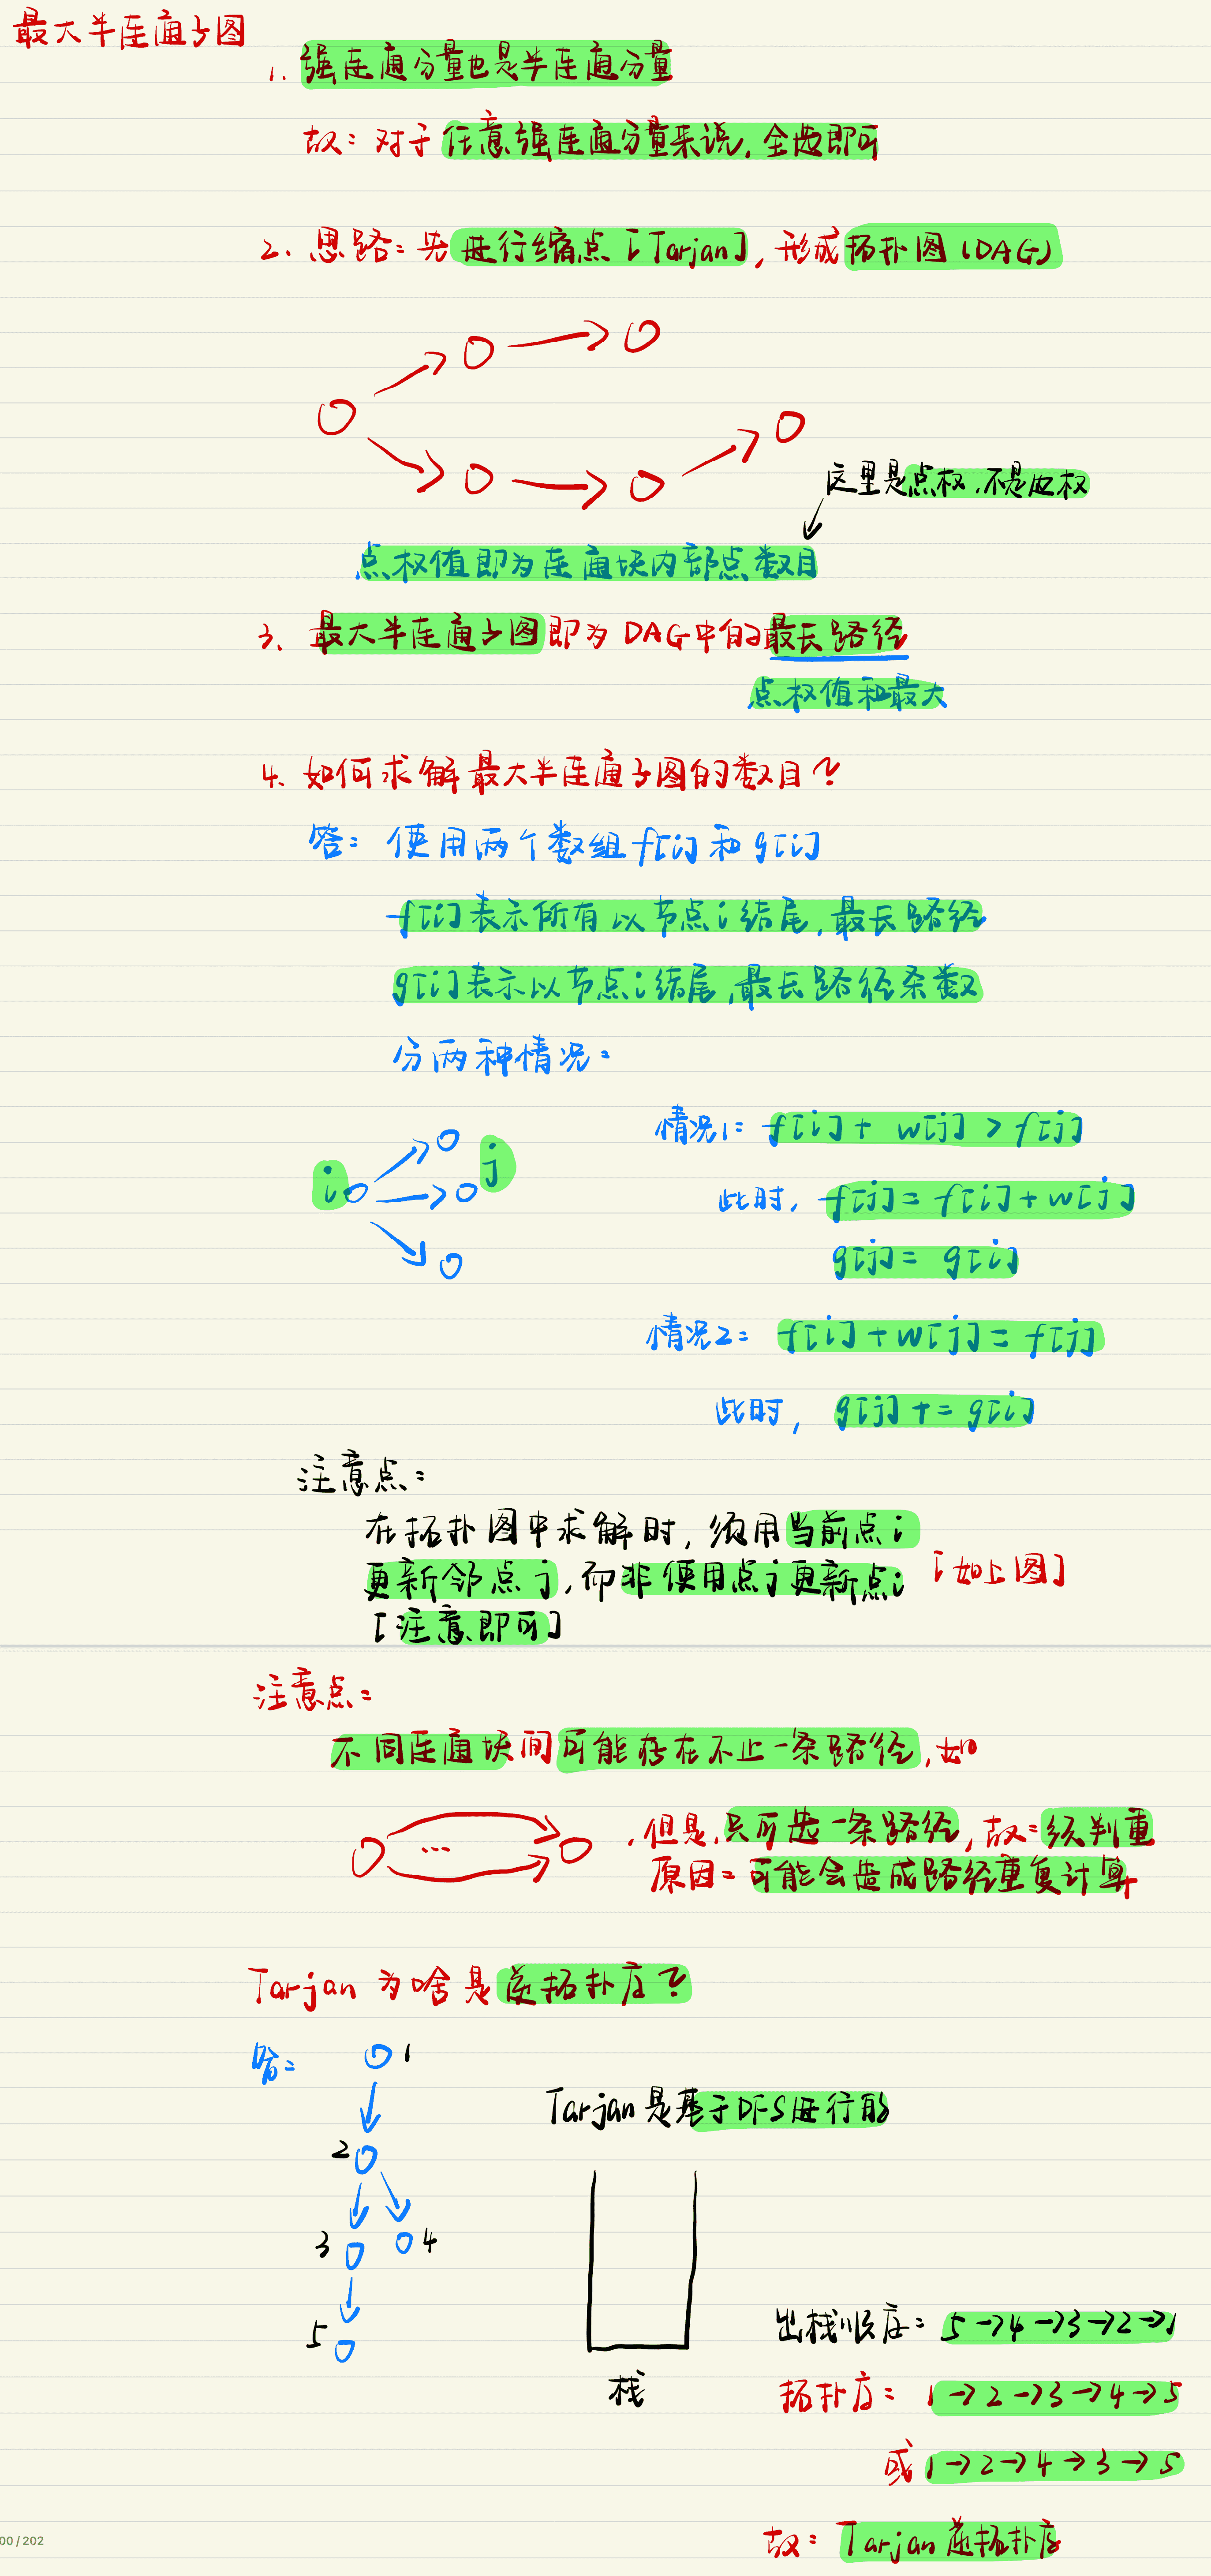 最大半连通子图
1. 强连通分量也是半连通分量
故: 对于任意强连通分量来说, 全选即可
2. 思路: 先进行缩点[Tarjan], 形成拓扑图(DAG)
这里是点权, 不是边权
点权值即为连通块内部点数目
3. 最大半连通子图即为DAG中的最长路径
点权值和最大
4. 如何求解最大半连通子图的数目?
答: 使用两个数组f[i]和g[i]
f[i]表示所有以节点i结尾, 最长路径
g[i]表示以节点i结尾, 最长路径条数
分两种情况:
i
j
情况1: f[i] + w[j] > f[j]
此时, f[j] = f[i] + w[j]
g[j] = g[i]
情况2: f[i] + w[j] = f[j]
此时, g[j] += g[i]
注意点:
在拓扑图中求解时, 须用当前点i
更新邻点j, 而非使用点j更新点i [如上图]
[注意即可]
注意点:
不同连通块间可能存在不止一条路径, 如
... , 但是, 只可选一条路径, 故: 须判重
原因: 可能会造成路径重复计算
Tarjan 为啥是逆拓扑序?
答:
1
2
3
4
5
Tarjan是基于DFS进行的
栈
出栈顺序: 5→4→3→2→1
拓扑序: 1→2→3→4→5
或 1→2→4→3→5
故: Tarjan 逆拓扑序
00 / 202